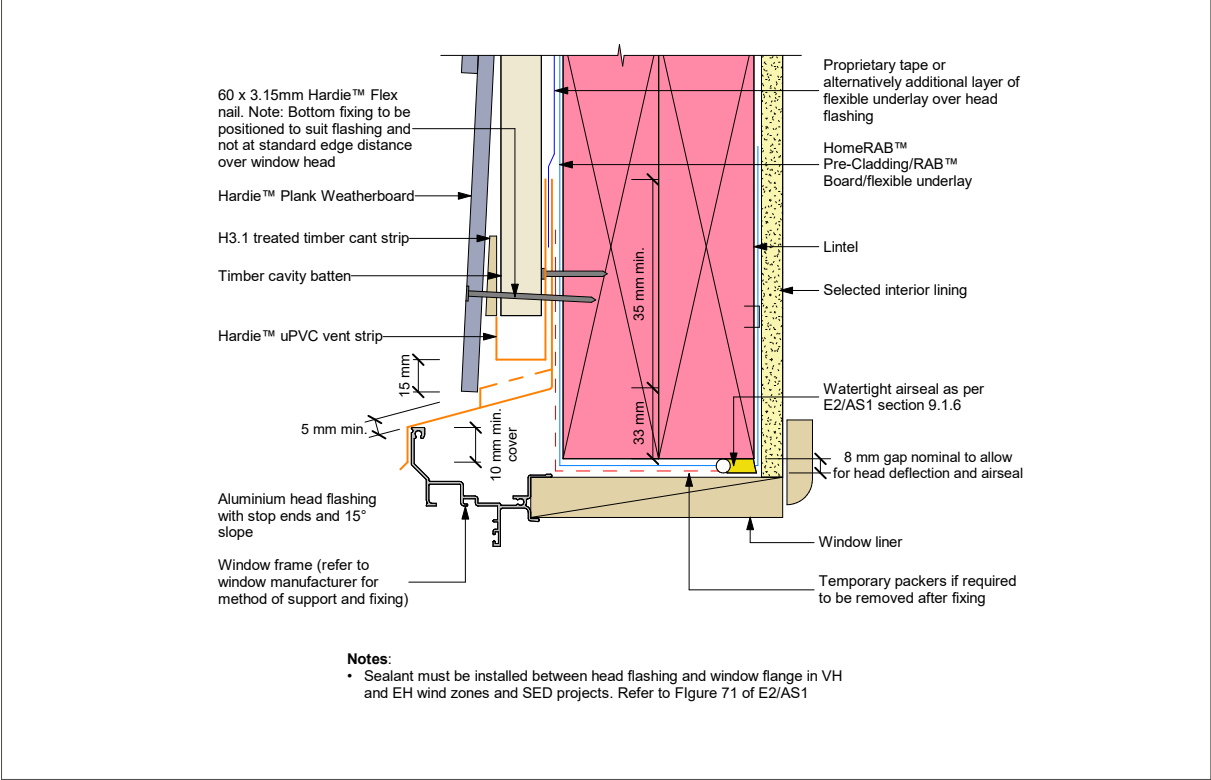 60 x 3.15mm Hardie™ Flex
nail. Note: Bottom fixing to be
positioned to suit flashing and
not at standard edge distance
over window head
Hardie™ Plank Weatherboard
H3.1 treated timber cant strip
Timber cavity batten
Hardie™ uPVC vent strip
15 mm
5 mm min.
10 mm min.
cover
35 mm min.
33 mm
Aluminium head flashing
with stop ends and 15°
slope
Window frame (refer to
window manufacturer for
method of support and fixing)
Proprietary tape or
alternatively additional layer of
flexible underlay over head
flashing
HomeRAB™
Pre-Cladding/RAB™
Board/flexible underlay
Lintel
Selected interior lining
Watertight airseal as per
E2/AS1 section 9.1.6
8 mm gap nominal to allow
for head deflection and airseal
Window liner
Temporary packers if required
to be removed after fixing
Notes:
• Sealant must be installed between head flashing and window flange in VH
and EH wind zones and SED projects. Refer to FIgure 71 of E2/AS1